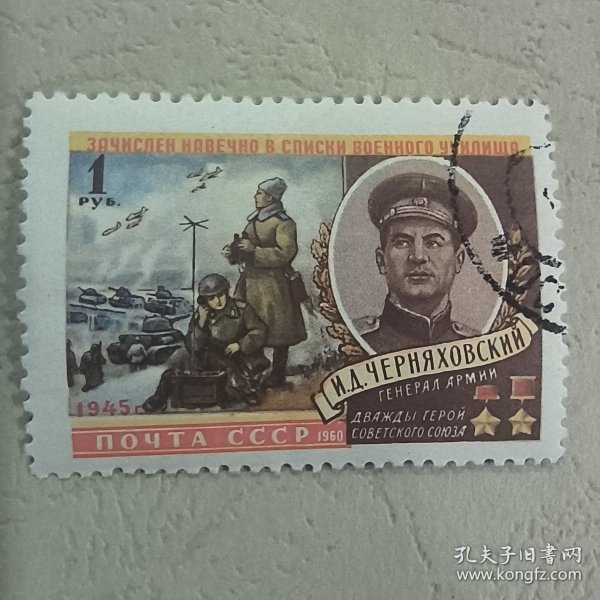 ЗАЧИСЛЕН НАВЕЧНО В СПИСКИ ВОЕННОГО УЧИЛИЩА
1
РУБ.
И.Д. ЧЕРНЯХОВСКИЙ
ГЕНЕРАЛ АРМИИ
ДВАЖДЫ ГЕРОЙ
СОВЕТСКОГО СОЮЗА
1945 г.
ПОЧТА СССР 1960
孔夫子旧书网
www.kongfz.com